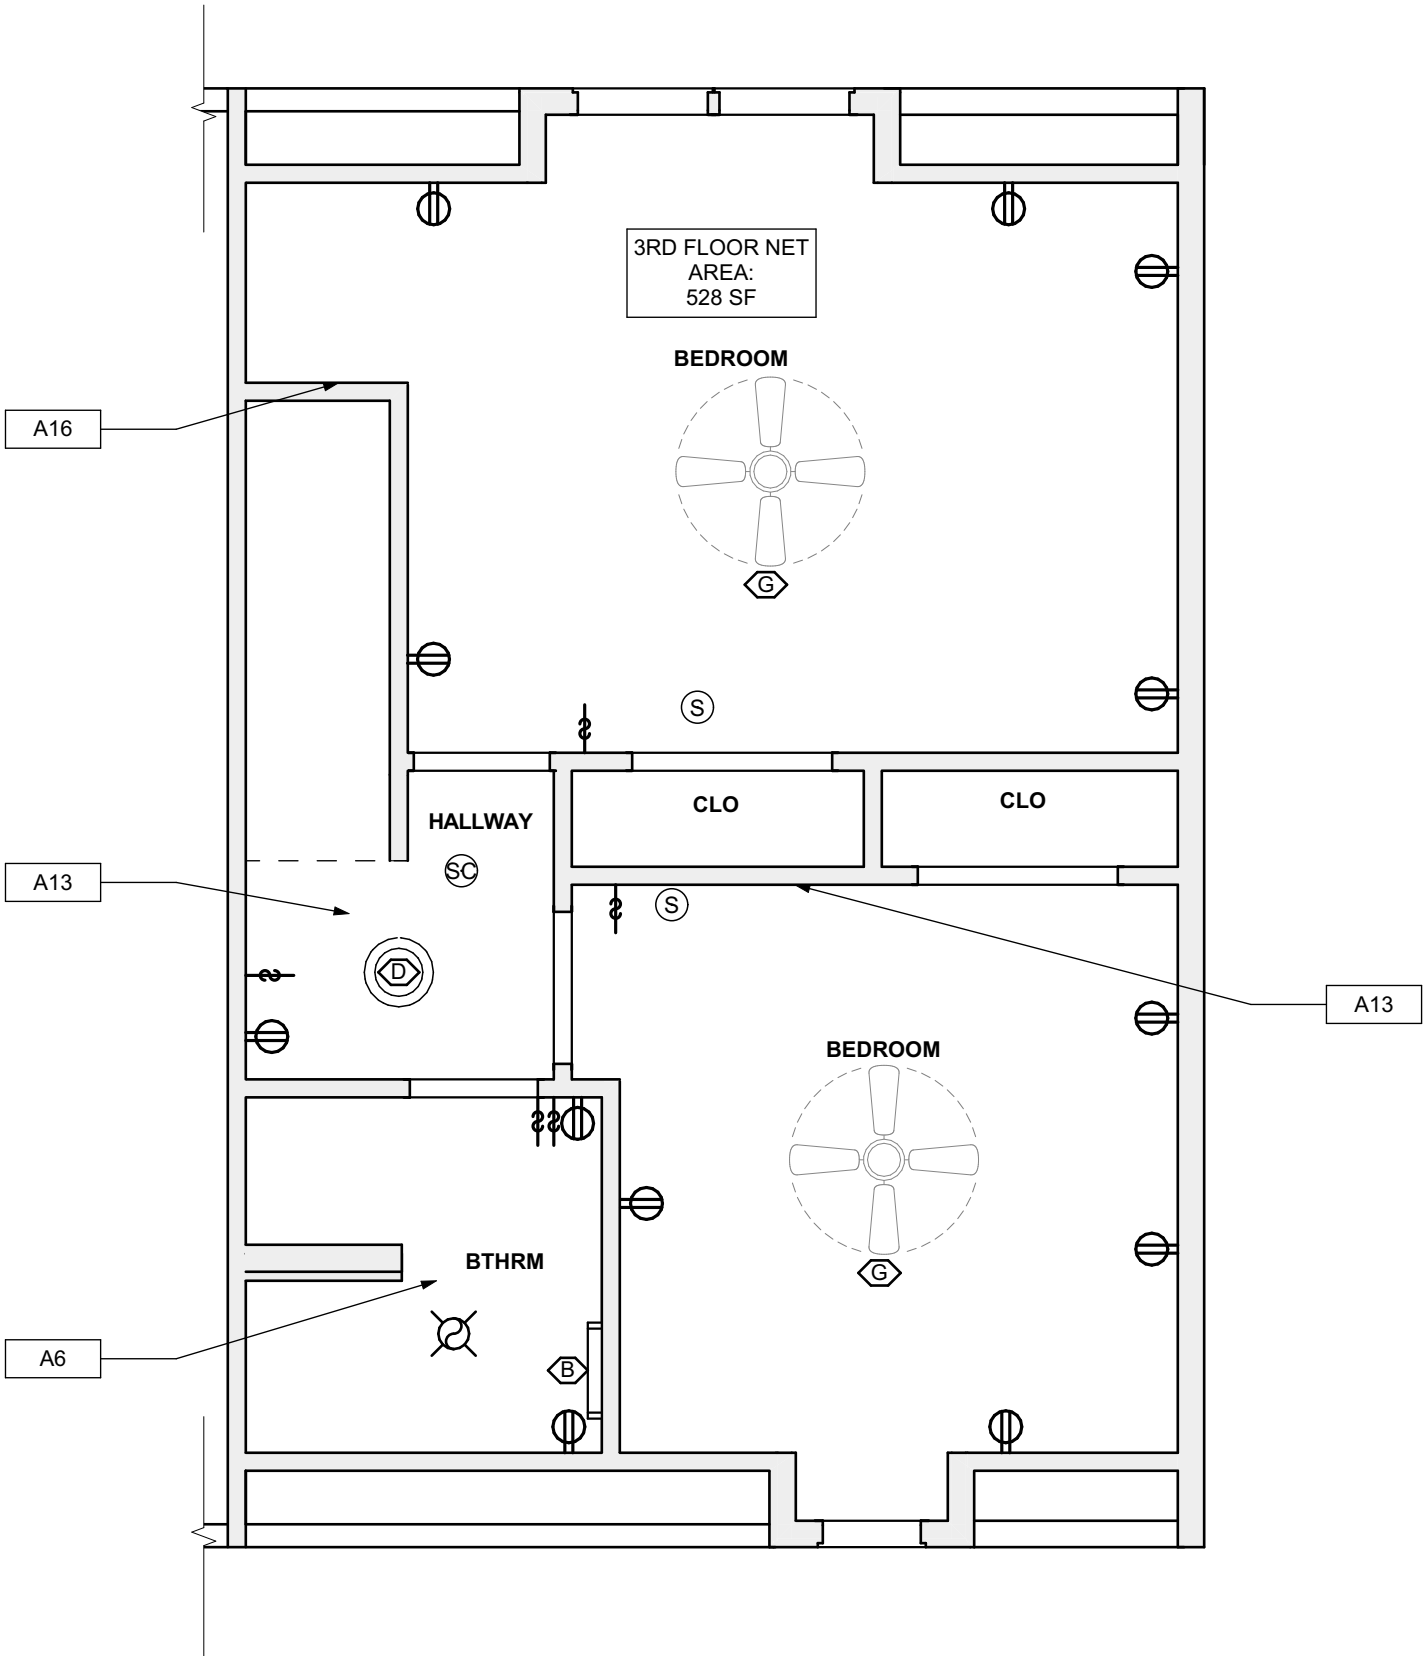 3RD FLOOR NET
AREA:
528 SF
BEDROOM
A16
G
S
CLO
CLO
HALLWAY
SC
A13
S
D
A13
BEDROOM
BTHRM
G
A6
B